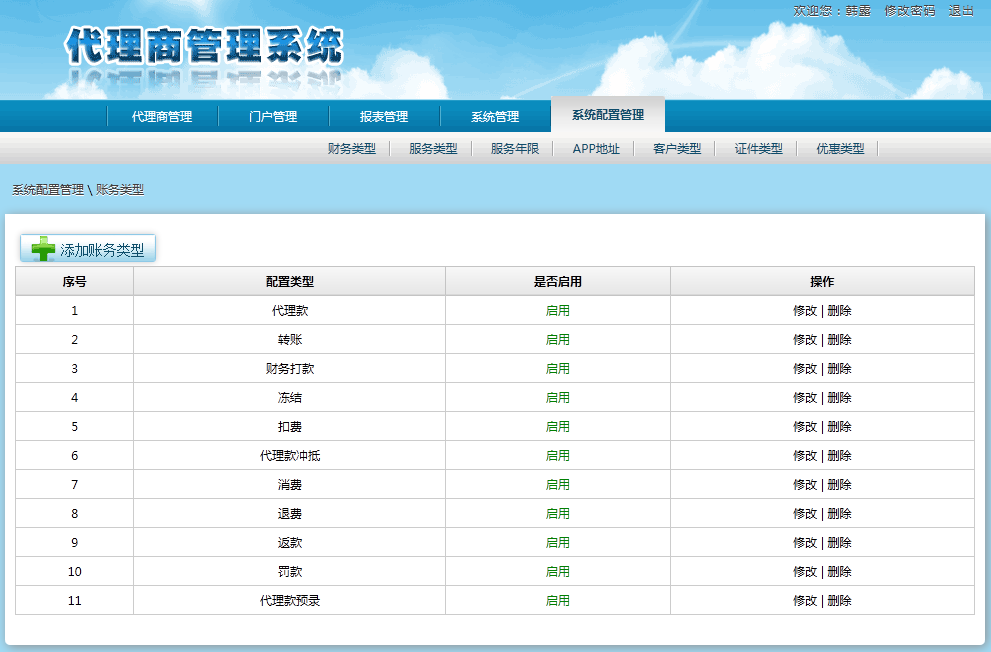 欢迎您：韩露 修改密码 退出
代理商管理系统
代理商管理 门户管理 报表管理 系统管理 系统配置管理
财务类型 服务类型 服务年限 APP地址 客户类型 证件类型 优惠类型
系统配置管理 \ 账务类型
添加账务类型
序号 配置类型 是否启用 操作
1 代理款 启用 修改 | 删除
2 转账 启用 修改 | 删除
3 财务打款 启用 修改 | 删除
4 冻结 启用 修改 | 删除
5 扣费 启用 修改 | 删除
6 代理款冲抵 启用 修改 | 删除
7 消费 启用 修改 | 删除
8 退费 启用 修改 | 删除
9 返款 启用 修改 | 删除
10 罚款 启用 修改 | 删除
11 代理款预录 启用 修改 | 删除